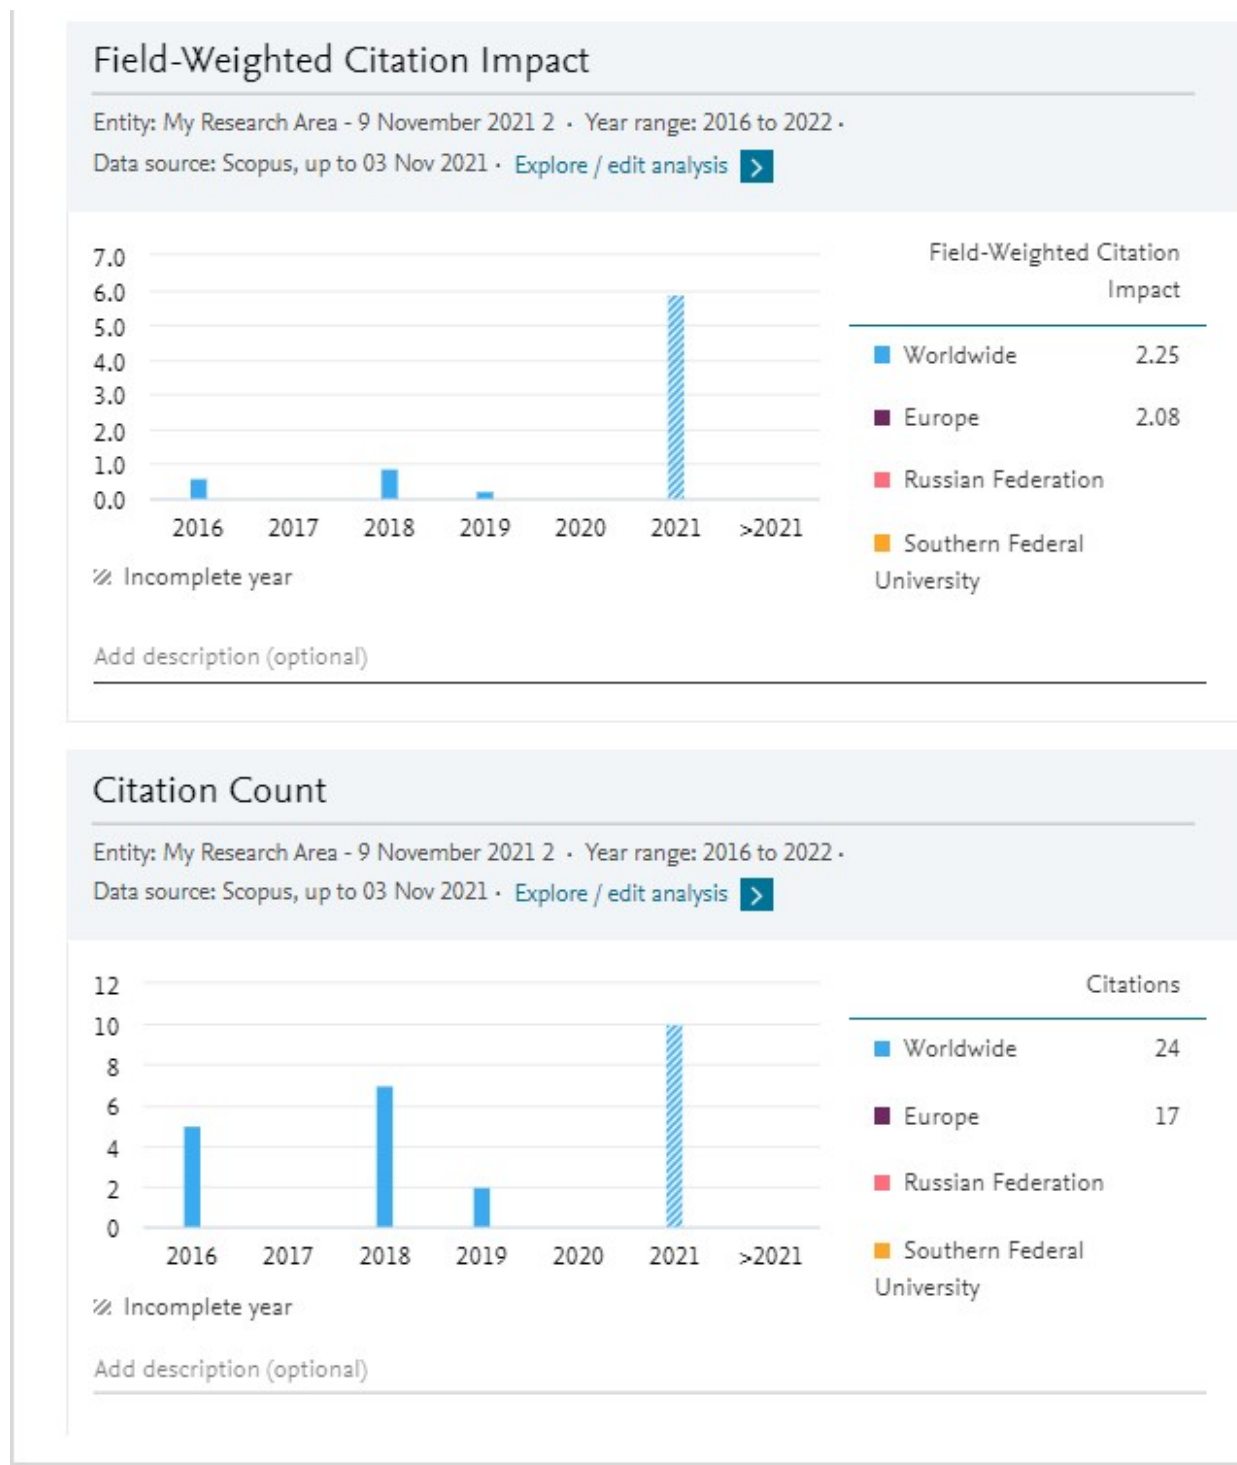 Field-Weighted Citation Impact
Entity: My Research Area - 9 November 2021 2 · Year range: 2016 to 2022 ·
Data source: Scopus, up to 03 Nov 2021 · Explore / edit analysis
7.0
6.0
5.0
4.0
3.0
2.0
1.0
0.0
2016 2017 2018 2019 2020 2021 >2021
Incomplete year
Field-Weighted Citation
Impact
Worldwide 2.25
Europe 2.08
Russian Federation
Southern Federal
University
Add description (optional)
Citation Count
Entity: My Research Area - 9 November 2021 2 · Year range: 2016 to 2022 ·
Data source: Scopus, up to 03 Nov 2021 · Explore / edit analysis
12
10
8
6
4
2
0
2016 2017 2018 2019 2020 2021 >2021
Incomplete year
Citations
Worldwide 24
Europe 17
Russian Federation
Southern Federal
University
Add description (optional)